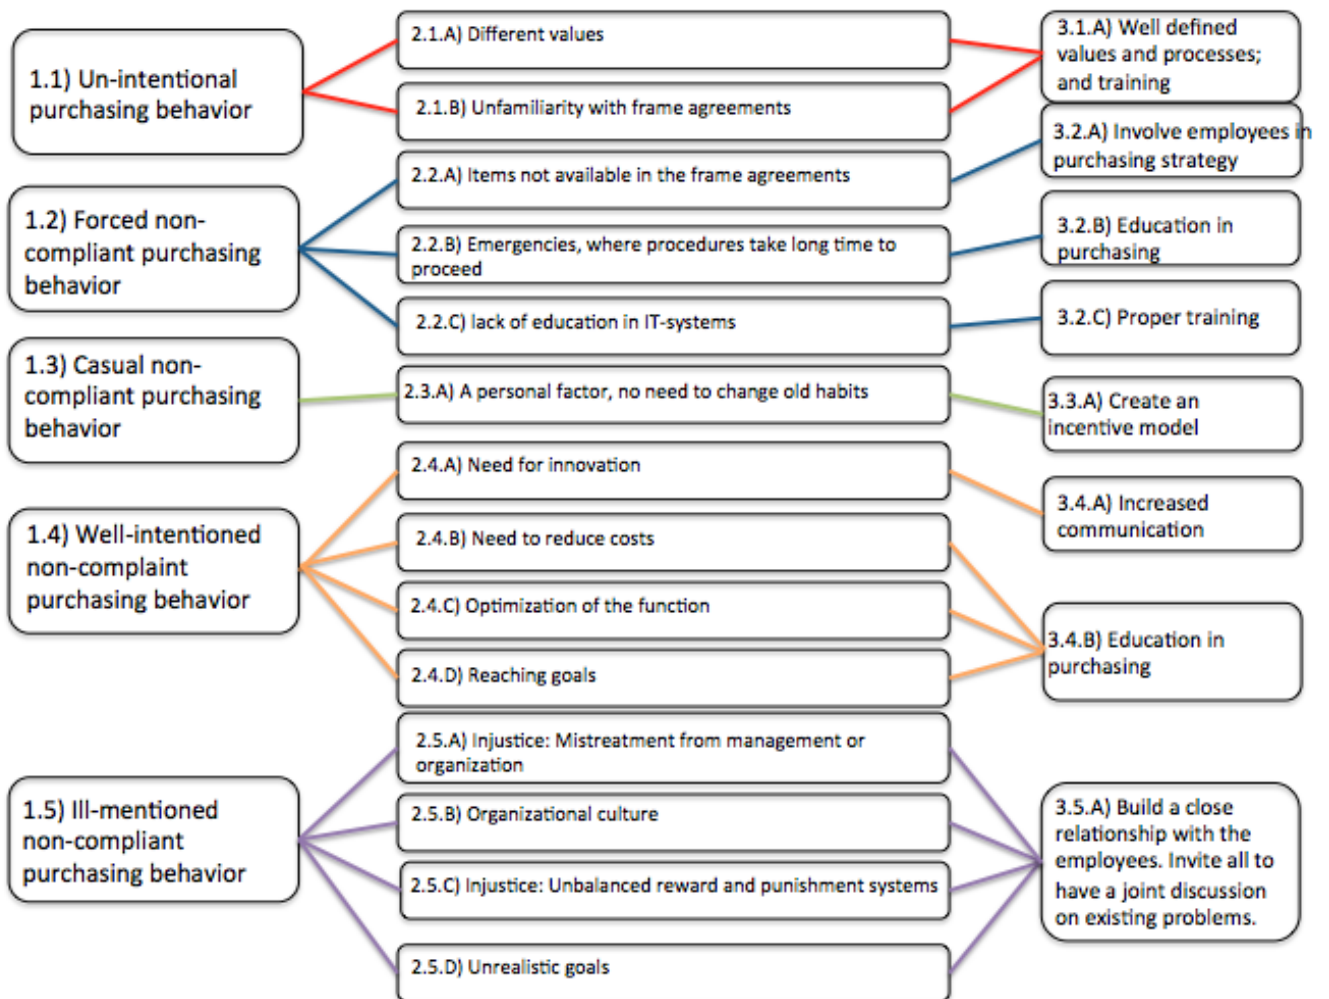 1.1) Un-intentional
purchasing behavior
1.2) Forced non-
compliant purchasing
behavior
1.3) Casual non-
compliant purchasing
behavior
1.4) Well-intentioned
non-complaint
purchasing behavior
1.5) Ill-mentioned
non-compliant
purchasing behavior
2.1.A) Different values
2.1.B) Unfamiliarity with frame agreements
2.2.A) Items not available in the frame agreements
2.2.B) Emergencies, where procedures take long time to
proceed
2.2.C) lack of education in IT-systems
2.3.A) A personal factor, no need to change old habits
2.4.A) Need for innovation
2.4.B) Need to reduce costs
2.4.C) Optimization of the function
2.4.D) Reaching goals
2.5.A) Injustice: Mistreatment from management or
organization
2.5.B) Organizational culture
2.5.C) Injustice: Unbalanced reward and punishment systems
2.5.D) Unrealistic goals
3.1.A) Well defined
values and processes;
and training
3.2.A) Involve employees in
purchasing strategy
3.2.B) Education in
purchasing
3.2.C) Proper training
3.3.A) Create an
incentive model
3.4.A) Increased
communication
3.4.B) Education in
purchasing
3.5.A) Build a close
relationship with the
employees. Invite all to
have a joint discussion
on existing problems.